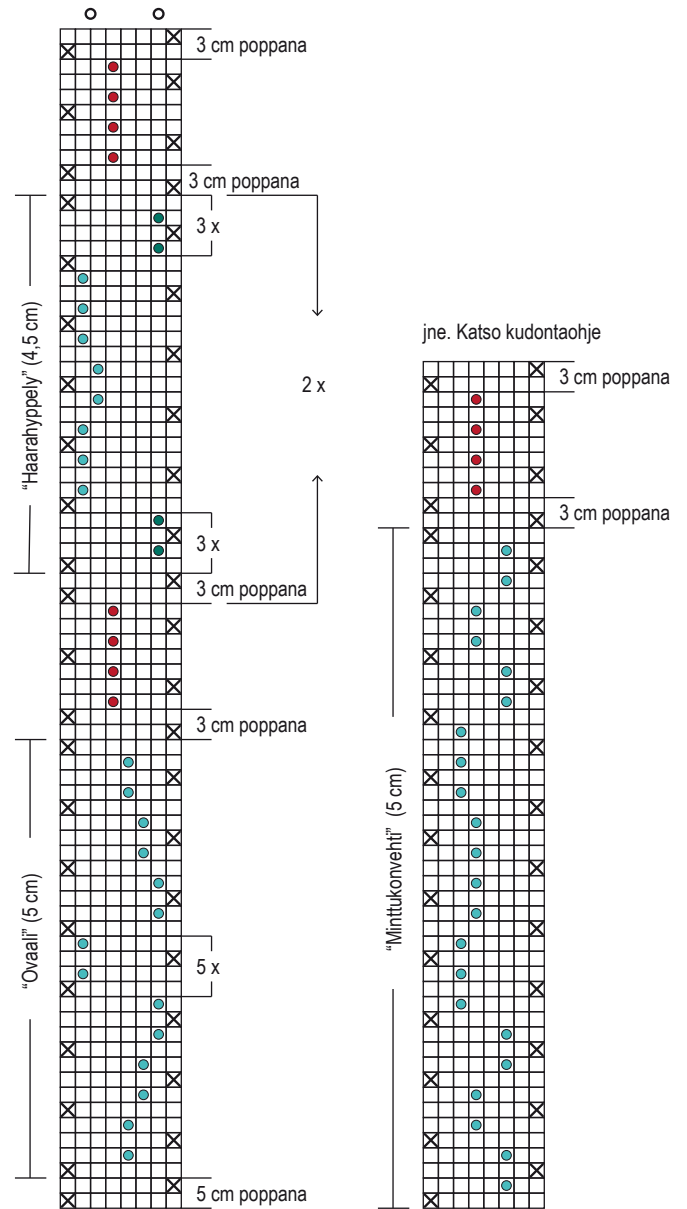 3 cm poppana
3 cm poppana
3 x
"Haarahyppely" (4,5 cm)
2 x
3 x
3 cm poppana
3 cm poppana
"Ovaali" (5 cm)
5 x
5 cm poppana
jne. Katso kudontaohje
3 cm poppana
3 cm poppana
"Minttukonvehti" (5 cm)